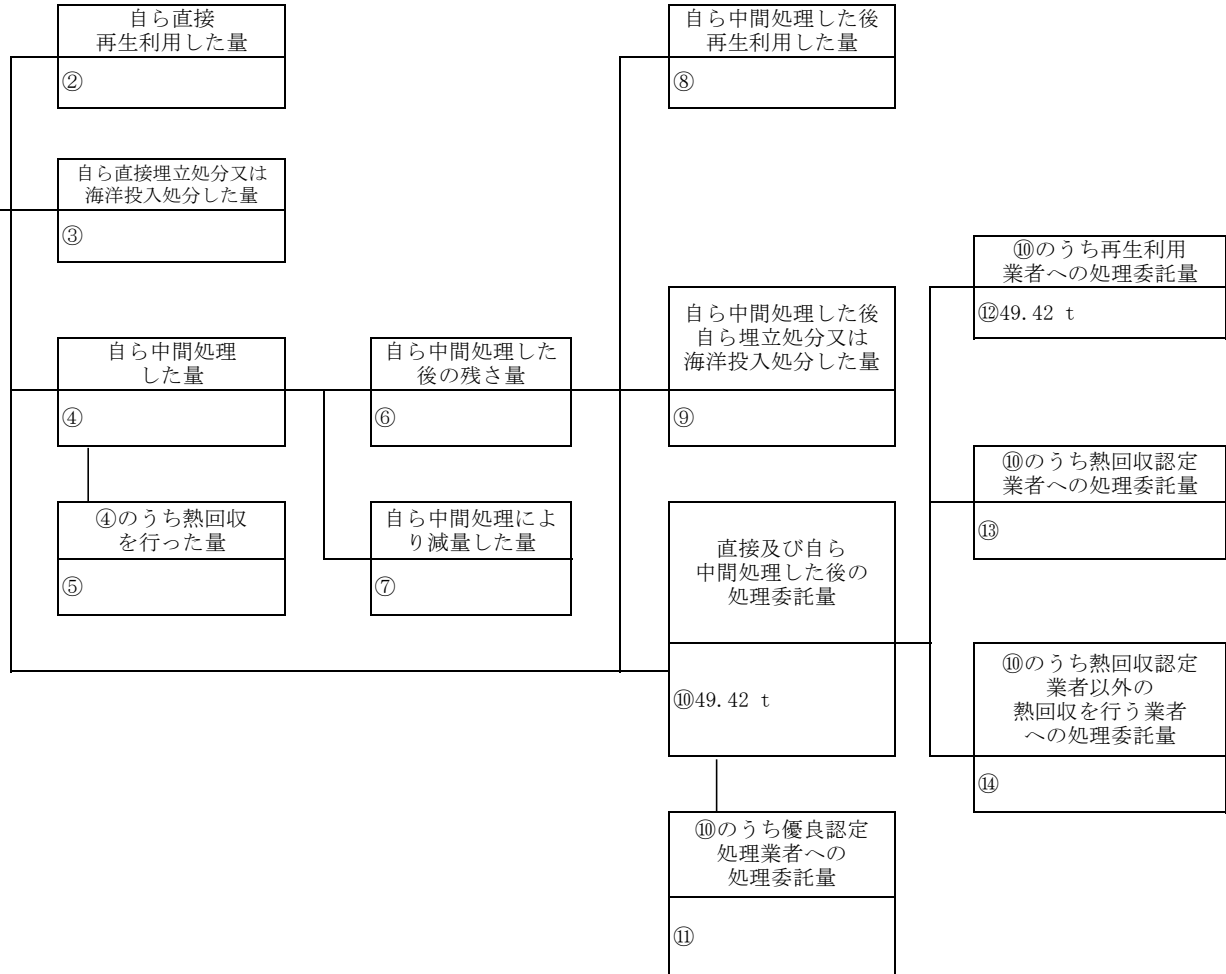 自ら直接
再生利用した量
②
自ら中間処理した後
再生利用した量
⑧
自ら直接埋立処分又は
海洋投入処分した量
③
⑩のうち再生利用
業者への処理委託量
⑫49.42 t
自ら中間処理
した量
④
自ら中間処理した
後の残さ量
⑥
自ら中間処理した後
自ら埋立処分又は
海洋投入処分した量
⑨
⑩のうち熱回収認定
業者への処理委託量
⑬
④のうち熱回収
を行った量
⑤
自ら中間処理によ
り減量した量
⑦
直接及び自ら
中間処理した後の
処理委託量
⑩49.42 t
⑩のうち熱回収認定
業者以外の
熱回収を行う業者
への処理委託量
⑭
⑩のうち優良認定
処理業者への
処理委託量
⑪